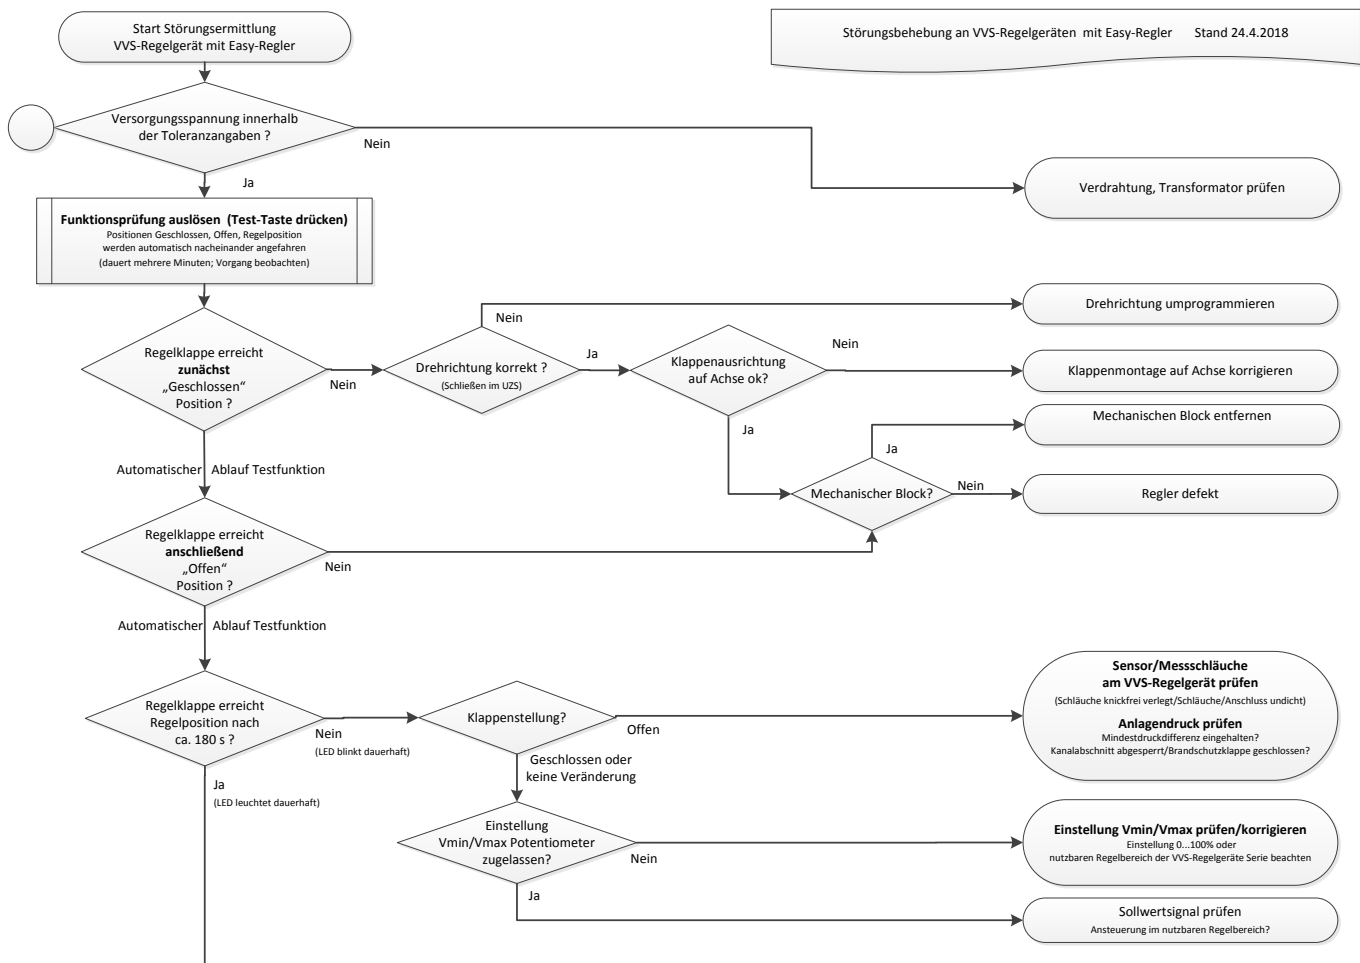 Start Störungsermittlung
VVS-Regelgerät mit Easy-Regler
Störungsbehebung an VVS-Regelgeräten mit Easy-Regler Stand 24.4.2018
Versorgungsspannung innerhalb
der Toleranzangaben ?
Nein
Ja
Verdrahtung, Transformator prüfen
Funktionsprüfung auslösen (Test-Taste drücken)
Positionen Geschlossen, Offen, Regelposition
werden automatisch nacheinander angefahren
(dauert mehrere Minuten; Vorgang beobachten)
Regelklappe erreicht
zunächst
„Geschlossen“
Position ?
Nein
Drehrichtung korrekt ?
(Schließen im UZS)
Nein
Drehrichtung umprogrammieren
Ja
Klappenausrichtung
auf Achse ok?
Nein
Klappenmontage auf Achse korrigieren
Ja
Mechanischer Block?
Ja
Mechanischen Block entfernen
Nein
Regler defekt
Automatischer Ablauf Testfunktion
Regelklappe erreicht
anschließend
„Offen“
Position ?
Nein
Automatischer Ablauf Testfunktion
Regelklappe erreicht
Regelposition nach
ca. 180 s ?
Nein
(LED blinkt dauerhaft)
Ja
(LED leuchtet dauerhaft)
Klappenstellung?
Offen
Sensor/Messschläuche
am VVS-Regelgerät prüfen
(Schläuche knickfrei verlegt/Schläuche/Anschluss undicht)
Anlagendruck prüfen
Mindestdruckdifferenz eingehalten?
Kanalabschnitt abgesperrt/Brandschutzklappe geschlossen?
Geschlossen oder
keine Veränderung
Einstellung
Vmin/Vmax Potentiometer
zugelassen?
Nein
Einstellung Vmin/Vmax prüfen/korrigieren
Einstellung 0...100% oder
nutzbaren Regelbereich der VVS-Regelgeräte Serie beachten
Ja
Sollwertsignal prüfen
Ansteuerung im nutzbaren Regelbereich?